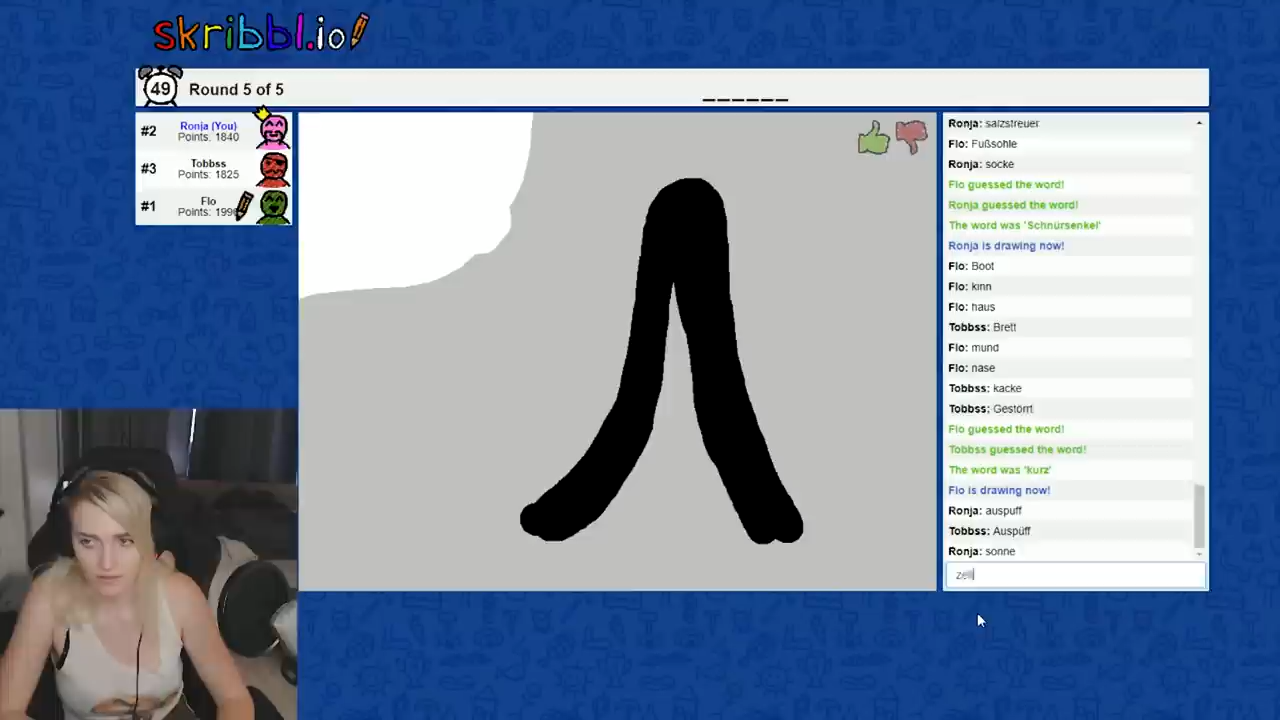 skribbl.io
49
Round 5 of 5
______
#2
Ronja (You)
Points: 1840
#3
Tobbss
Points: 1825
#1
Flo
Points: 1996
Ronja: salzstreuer
Flo: Fußsohle
Ronja: socke
Flo guessed the word!
Ronja guessed the word!
The word was 'Schnürsenkel'
Ronja is drawing now!
Flo: Boot
Flo: kinn
Flo: haus
Tobbss: Brett
Flo: mund
Flo: nase
Tobbss: kacke
Tobbss: Gestörrt
Flo guessed the word!
Tobbss guessed the word!
The word was 'kurz'
Flo is drawing now!
Ronja: auspuff
Tobbss: Auspüff
Ronja: sonne